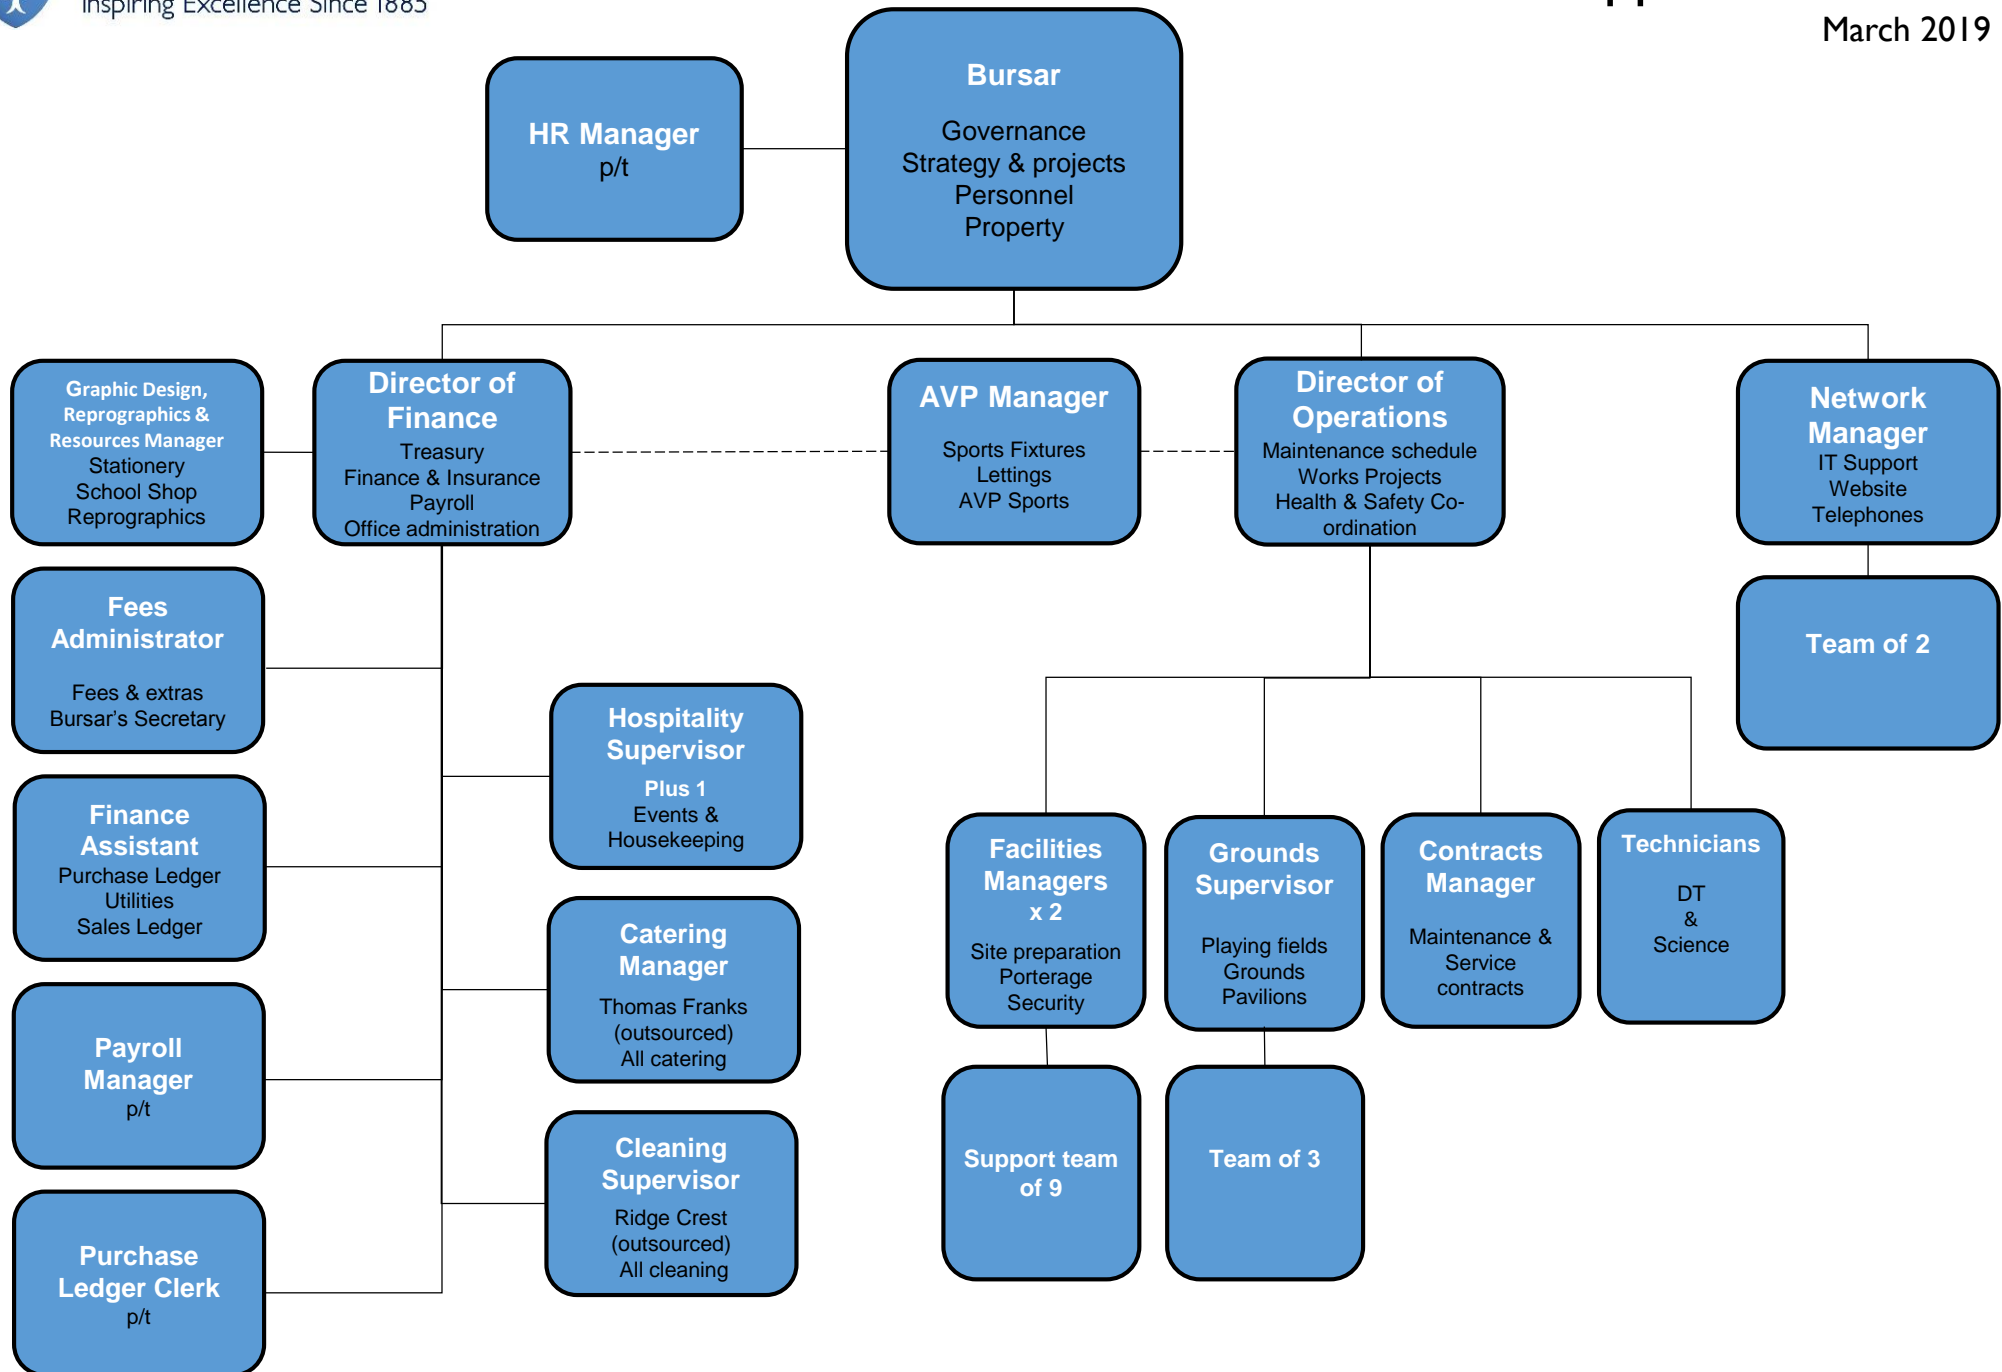 Inspiring Excellence Since 1885
March 2019
Bursar
Governance
Strategy & projects
Personnel
Property
HR Manager
p/t
Graphic Design,
Reprographics &
Resources Manager
Stationery
School Shop
Reprographics
Director of
Finance
Treasury
Finance & Insurance
Payroll
Office administration
AVP Manager
Sports Fixtures
Lettings
AVP Sports
Director of
Operations
Maintenance schedule
Works Projects
Health & Safety Co-
ordination
Network
Manager
IT Support
Website
Telephones
Fees
Administrator
Fees & extras
Bursar’s Secretary
Team of 2
Hospitality
Supervisor
Plus 1
Events &
Housekeeping
Finance
Assistant
Purchase Ledger
Utilities
Sales Ledger
Facilities
Managers
x 2
Site preparation
Porterage
Security
Grounds
Supervisor
Playing fields
Grounds
Pavilions
Contracts
Manager
Maintenance &
Service
contracts
Technicians
DT
&
Science
Catering
Manager
Thomas Franks
(outsourced)
All catering
Payroll
Manager
p/t
Cleaning
Supervisor
Ridge Crest
(outsourced)
All cleaning
Support team
of 9
Team of 3
Purchase
Ledger Clerk
p/t